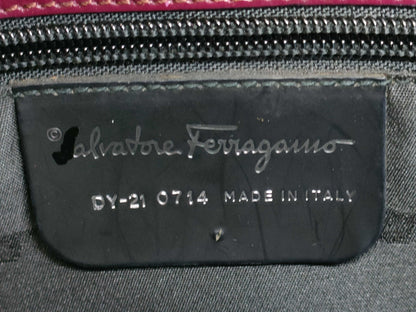 © Salvatore Ferragamo
DY-21 0714 MADE IN ITALY